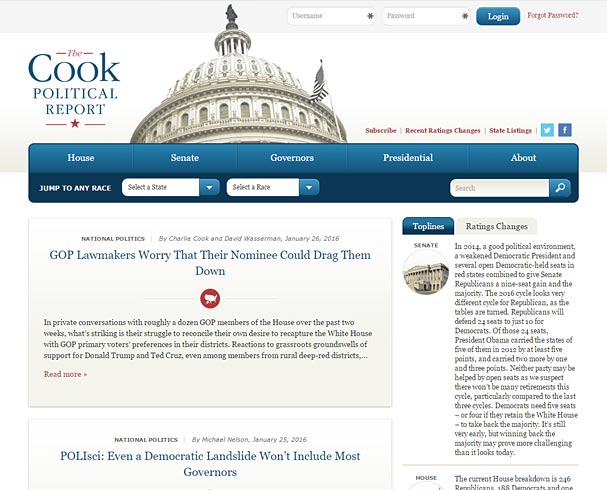 Username
Password
Login
Forgot Password?
The
Cook
POLITICAL
REPORT
Subscribe | Recent Ratings Changes | State Listings |
House
Senate
Governors
Presidential
About
JUMP TO ANY RACE
Select a State
Select a Race
Search
NATIONAL POLITICS | By Charlie Cook and David Wasserman, January 26, 2016
GOP Lawmakers Worry That Their Nominee Could Drag Them
Down
In private conversations with roughly a dozen GOP members of the House over the past two
weeks, what's striking is their struggle to reconcile their own desire to recapture the White House
with GOP primary voters' preferences in their districts. Reactions to grassroots groundswells of
support for Donald Trump and Ted Cruz, even among members from rural deep-red districts,...
Read more »
NATIONAL POLITICS | By Michael Nelson, January 25, 2016
POLIsci: Even a Democratic Landslide Won't Include Most
Governors
Toplines
Ratings Changes
SENATE
In 2014, a good political environment,
a weakened Democratic President and
several open Democratic-held seats in
red states combined to give Senate
Republicans a nine-seat gain and the
majority. The 2016 cycle looks very
different cycle for Republican, as the
tables are turned. Republicans will
defend 24 seats to just 10 for
Democrats. Of those 24 seats,
President Obama carried the states of
five of them in 2012 by at least five
points, and carried two more by one
and three points. Neither party may be
helped by open seats as we suspect
there won't be many retirements this
cycle, particularly compared to the last
three cycles. Democrats need five seats
– or four if they retain the White House
– to take back the majority. It's still
very early, but winning back the
majority may prove more challenging
than it looks today.
HOUSE
The current House breakdown is 246
Republicans, 188 Democrats and one